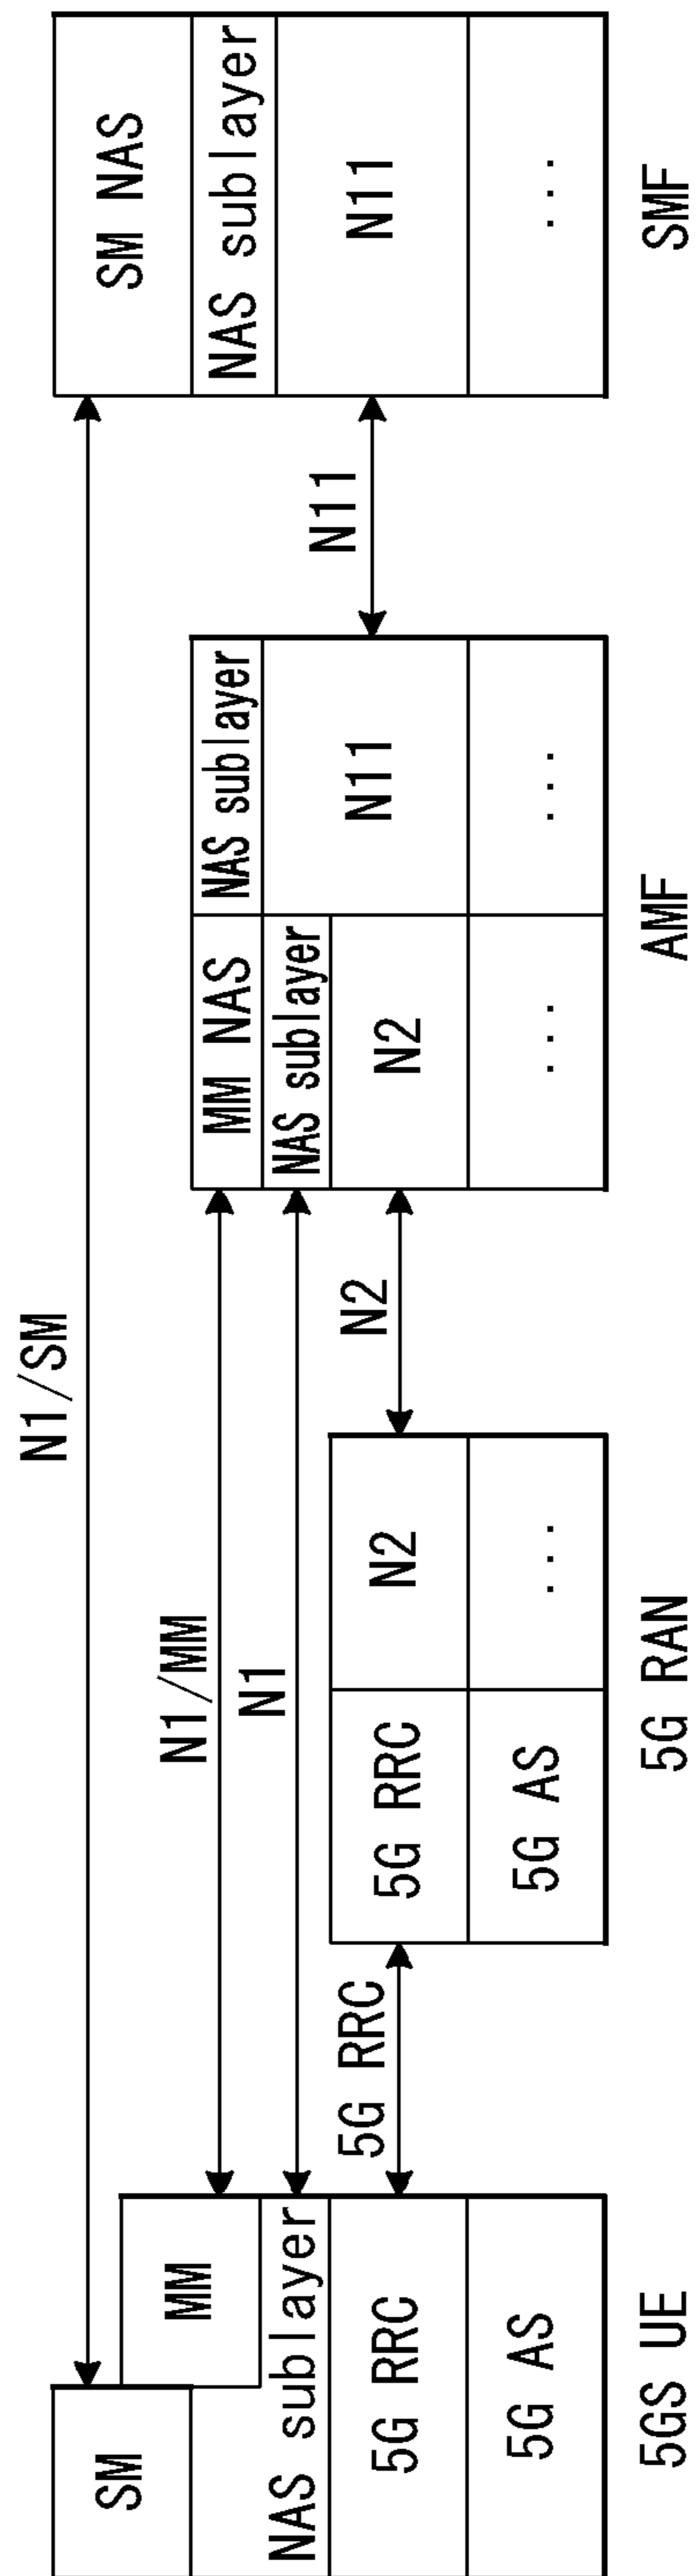 N1/SM
N1/MM
N1
5G RRC
N2
N11
SM
MM
NAS sublayer
5G RRC
5G AS
5GS UE
5G RRC
N2
5G AS
...
5G RAN
MM NAS
NAS sublayer
NAS sublayer
N2
N11
...
...
AMF
SM NAS
NAS sublayer
N11
...
SMF